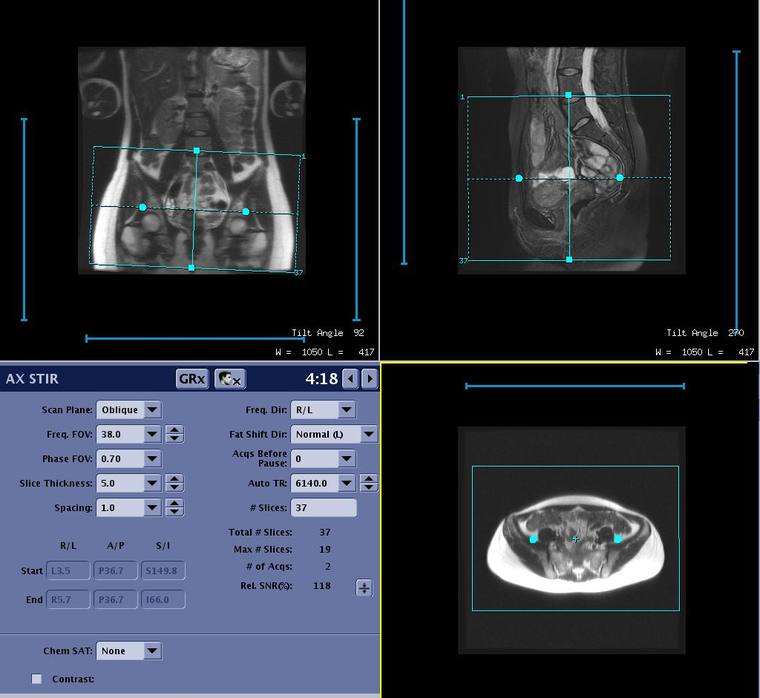 1
37
Tilt Angle 92
W = 1050 L = 417
1
37
Tilt Angle 270
W = 1050 L = 417
AX STIR
GRx
4:18
Scan Plane: Oblique
Freq. Dir: R/L
Freq. FOV: 38.0
Fat Shift Dir: Normal (L)
Phase FOV: 0.70
Acqs Before
Pause: 0
Slice Thickness: 5.0
Auto TR: 6140.0
Spacing: 1.0
# Slices: 37
Total # Slices: 37
R/L A/P S/I
Max # Slices: 19
Start L3.5 P36.7 S149.8
# of Acqs: 2
Rel. SNR(%): 118
End R5.7 P36.7 I66.0
Chem SAT: None
Contrast: